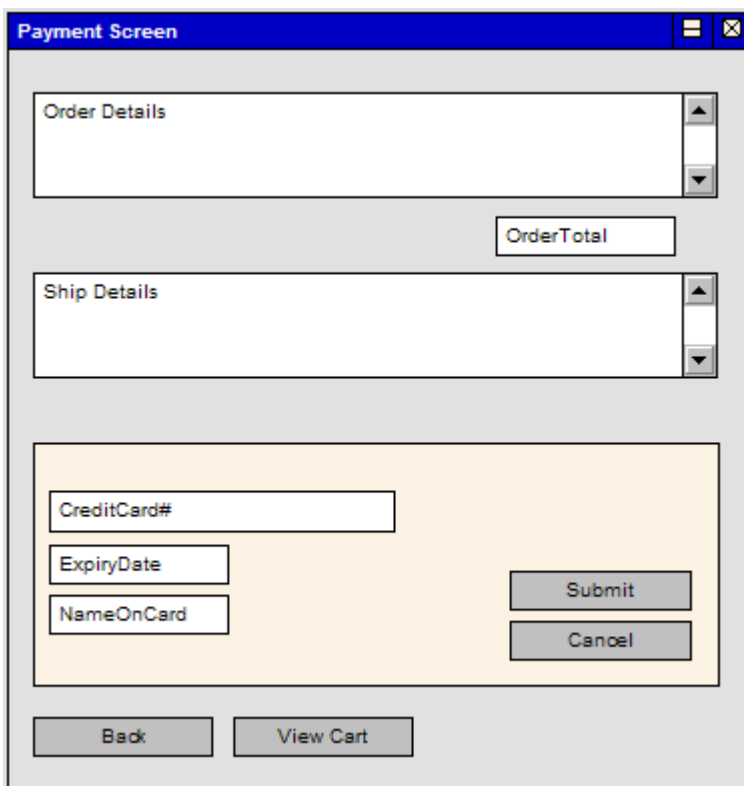 Payment Screen
Order Details
OrderTotal
Ship Details
CreditCard#
ExpiryDate
NameOnCard
Submit
Cancel
Back
View Cart